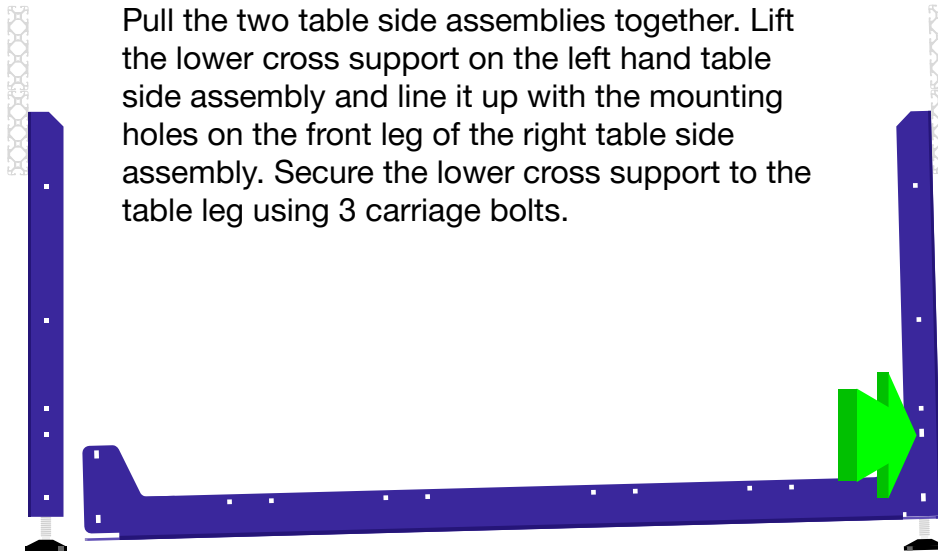 Pull the two table side assemblies together. Lift
the lower cross support on the left hand table
side assembly and line it up with the mounting
holes on the front leg of the right table side
assembly. Secure the lower cross support to the
table leg using 3 carriage bolts.